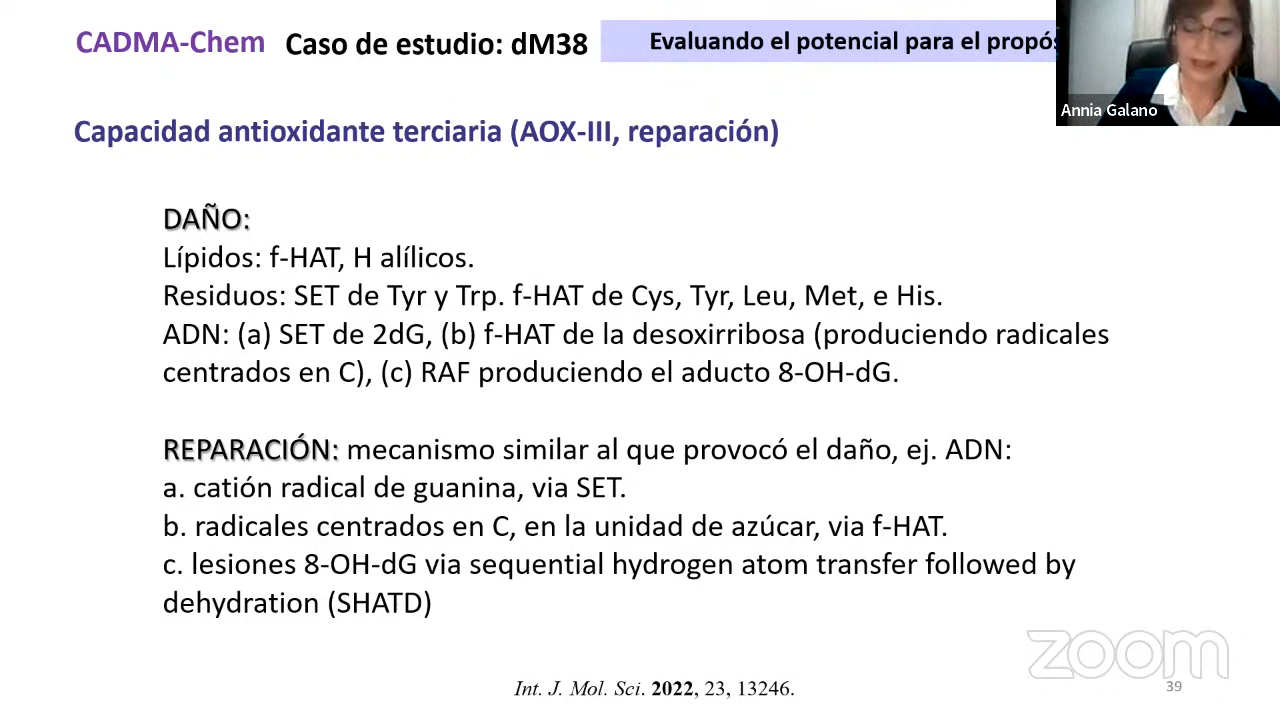 CADMA-Chem Caso de estudio: dM38 Evaluando el potencial para el propós
Annia Galano
Capacidad antioxidante terciaria (AOX-III, reparación)
DAÑO:
Lípidos: f-HAT, H alílicos.
Residuos: SET de Tyr y Trp. f-HAT de Cys, Tyr, Leu, Met, e His.
ADN: (a) SET de 2dG, (b) f-HAT de la desoxirribosa (produciendo radicales
centrados en C), (c) RAF produciendo el aducto 8-OH-dG.
REPARACIÓN: mecanismo similar al que provocó el daño, ej. ADN:
a. catión radical de guanina, via SET.
b. radicales centrados en C, en la unidad de azúcar, via f-HAT.
c. lesiones 8-OH-dG via sequential hydrogen atom transfer followed by
dehydration (SHATD)
zoom
Int. J. Mol. Sci. 2022, 23, 13246.
39